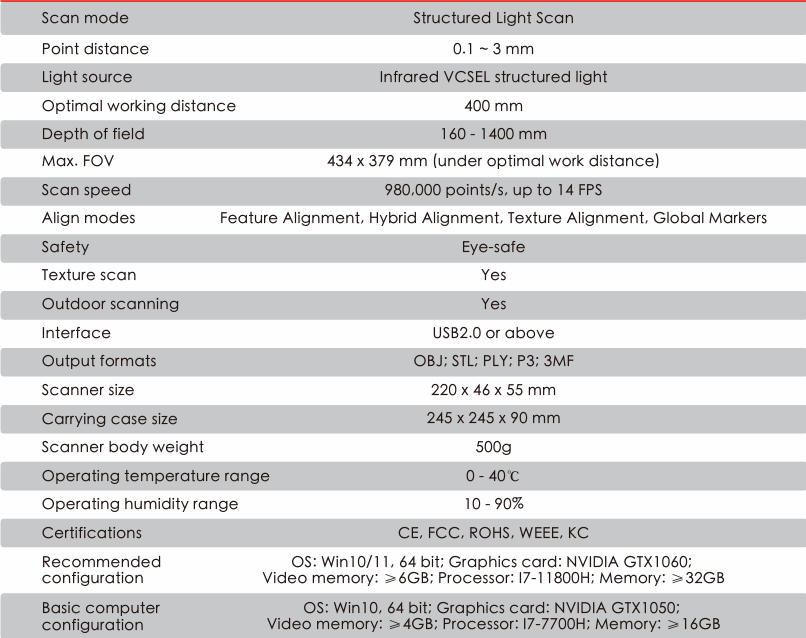 Scan mode Structured Light Scan
Point distance 0.1 ~ 3 mm
Light source Infrared VCSEL structured light
Optimal working distance 400 mm
Depth of field 160 - 1400 mm
Max. FOV 434 x 379 mm (under optimal work distance)
Scan speed 980,000 points/s, up to 14 FPS
Align modes Feature Alignment, Hybrid Alignment, Texture Alignment, Global Markers
Safety Eye-safe
Texture scan Yes
Outdoor scanning Yes
Interface USB2.0 or above
Output formats OBJ; STL; PLY; P3; 3MF
Scanner size 220 x 46 x 55 mm
Carrying case size 245 x 245 x 90 mm
Scanner body weight 500g
Operating temperature range 0 - 40℃
Operating humidity range 10 - 90%
Certifications CE, FCC, ROHS, WEEE, KC
Recommended OS: Win10/11, 64 bit; Graphics card: NVIDIA GTX1060;
configuration Video memory: ⩾6GB; Processor: I7-11800H; Memory: ⩾32GB
Basic computer OS: Win10, 64 bit; Graphics card: NVIDIA GTX1050;
configuration Video memory: ⩾4GB; Processor: I7-7700H; Memory: ⩾16GB